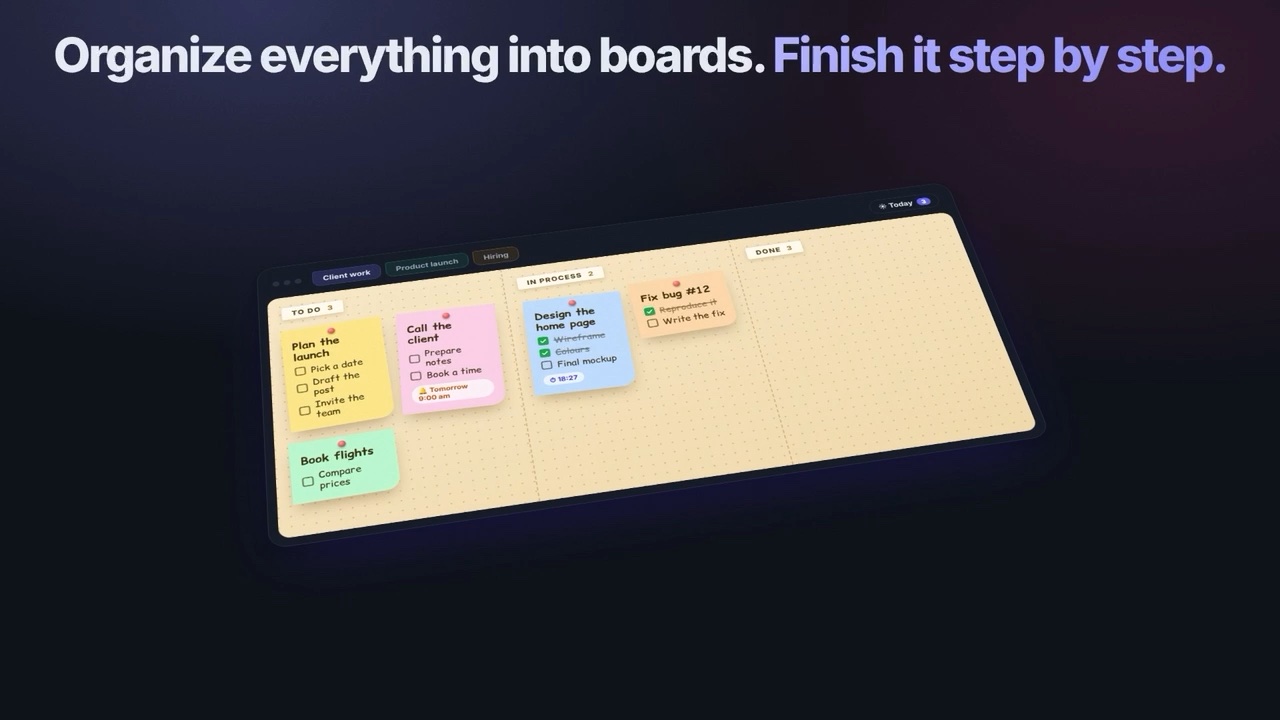 Organize everything into boards. Finish it step by step.
Today 3
Client work
Product launch
Hiring
TO DO 3
Plan the
launch
Pick a date
Draft the
post
Invite the
team
Call the
client
Prepare
notes
Book a time
Tomorrow
9:00 am
Book flights
Compare
prices
IN PROCESS 2
Design the
home page
Wireframe
Colours
Final mockup
18:27
Fix bug #12
Reproduce it
Write the fix
DONE 3